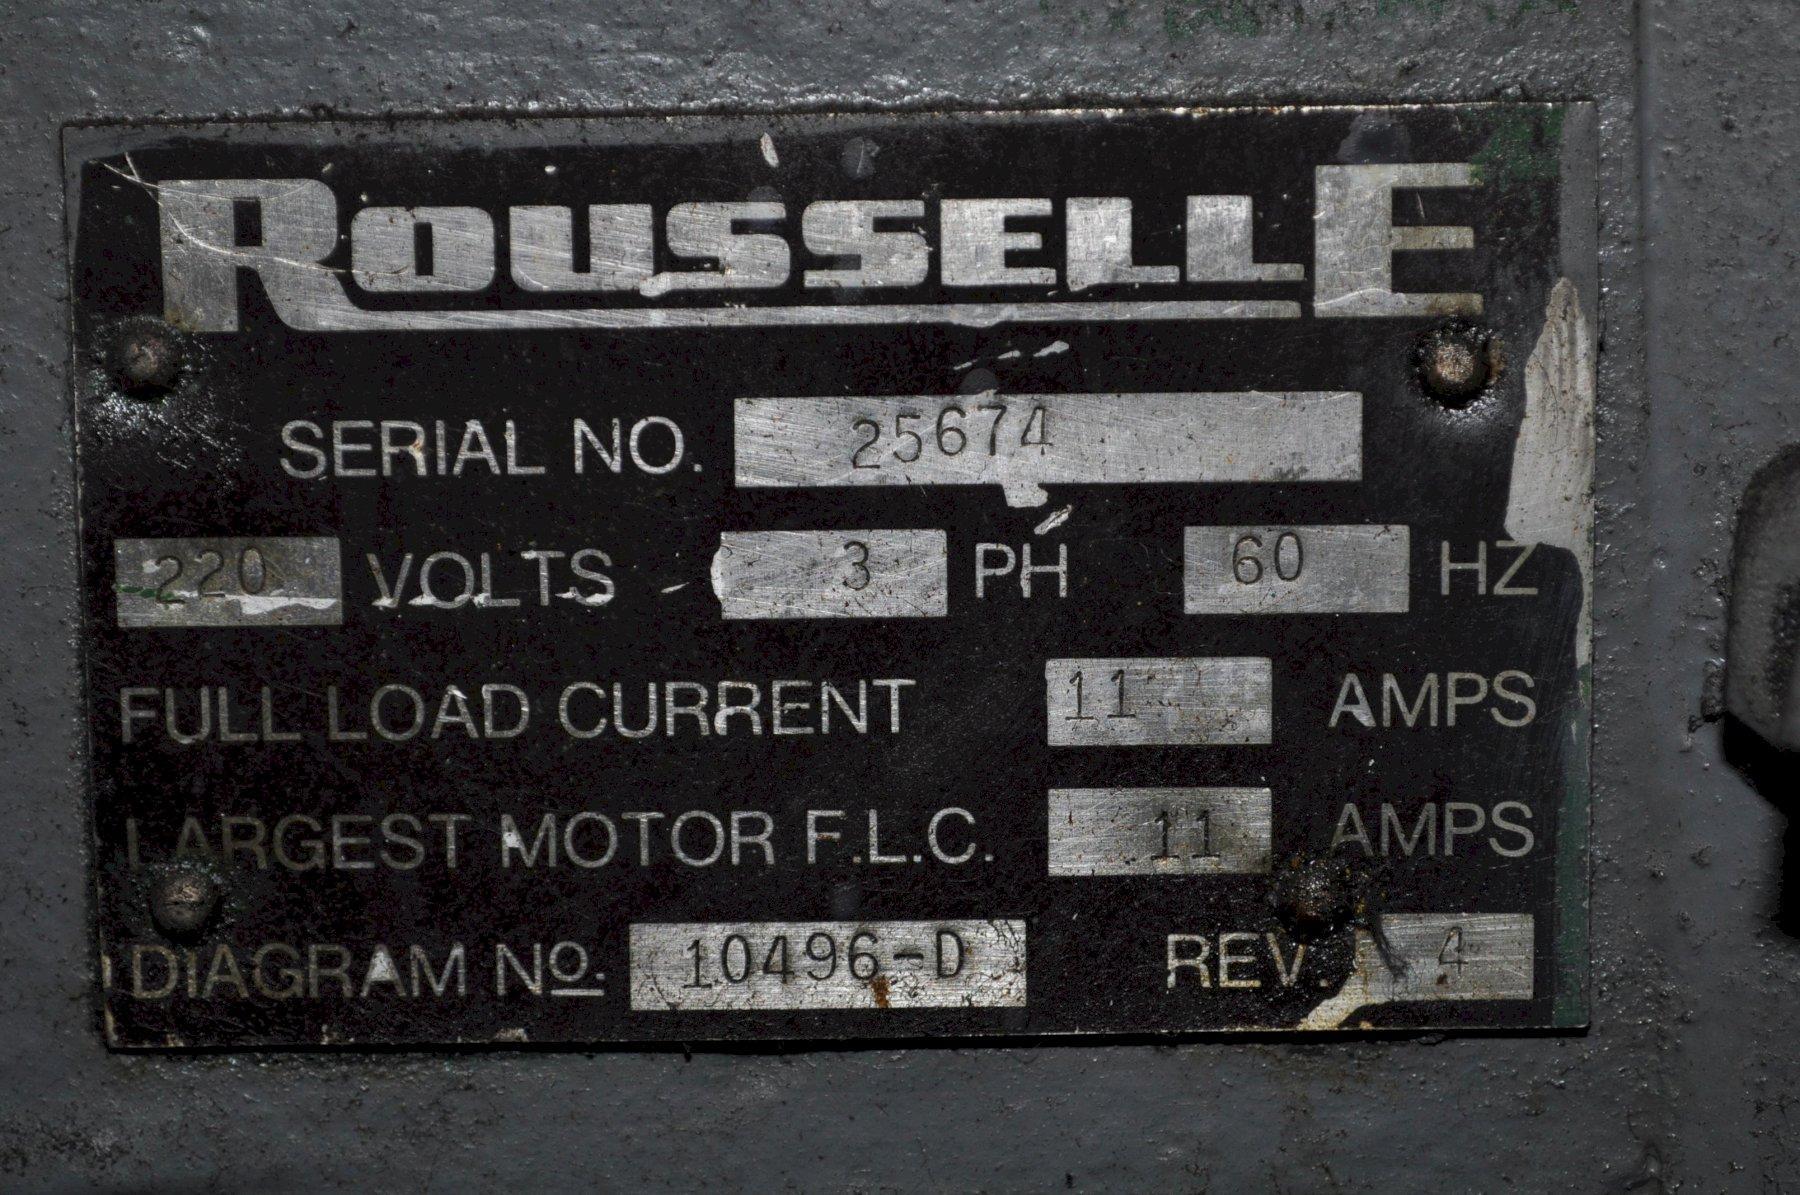 ROUSSELLE
SERIAL NO. 25674
220 VOLTS 3 PH 60 HZ
FULL LOAD CURRENT 11 AMPS
LARGEST MOTOR F.L.C. 11 AMPS
DIAGRAM No. 10496-D REV. 4